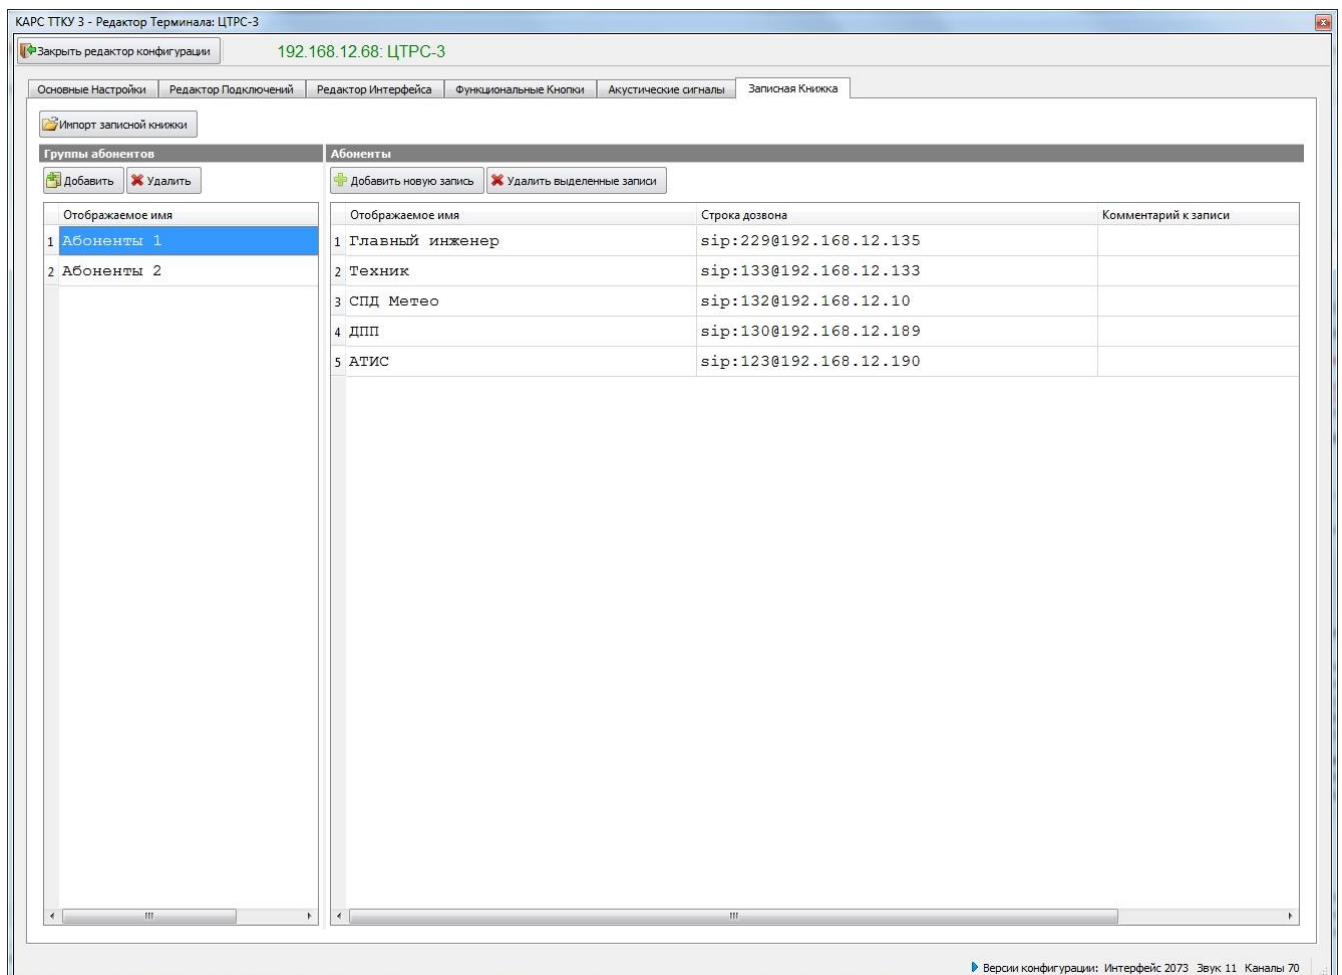 КАРС ТТКУ 3 - Редактор Терминала: ЦТРС-3
Закрыть редактор конфигурации 192.168.12.68: ЦТРС-3
Основные Настройки Редактор Подключений Редактор Интерфейса Функциональные Кнопки Акустические сигналы Записная Книжка
Импорт записной книжки
Группы абонентов Абоненты
Добавить Удалить Добавить новую запись Удалить выделенные записи
Отображаемое имя Отображаемое имя Строка дозвона Комментарий к записи
1 Абоненты 1 1 Главный инженер sip:229@192.168.12.135
2 Абоненты 2 2 Техник sip:133@192.168.12.133
3 СПД Метео sip:132@192.168.12.10
4 ДПП sip:130@192.168.12.189
5 АТИС sip:123@192.168.12.190
Версии конфигурации: Интерфейс 2073 Звук 11 Каналы 70